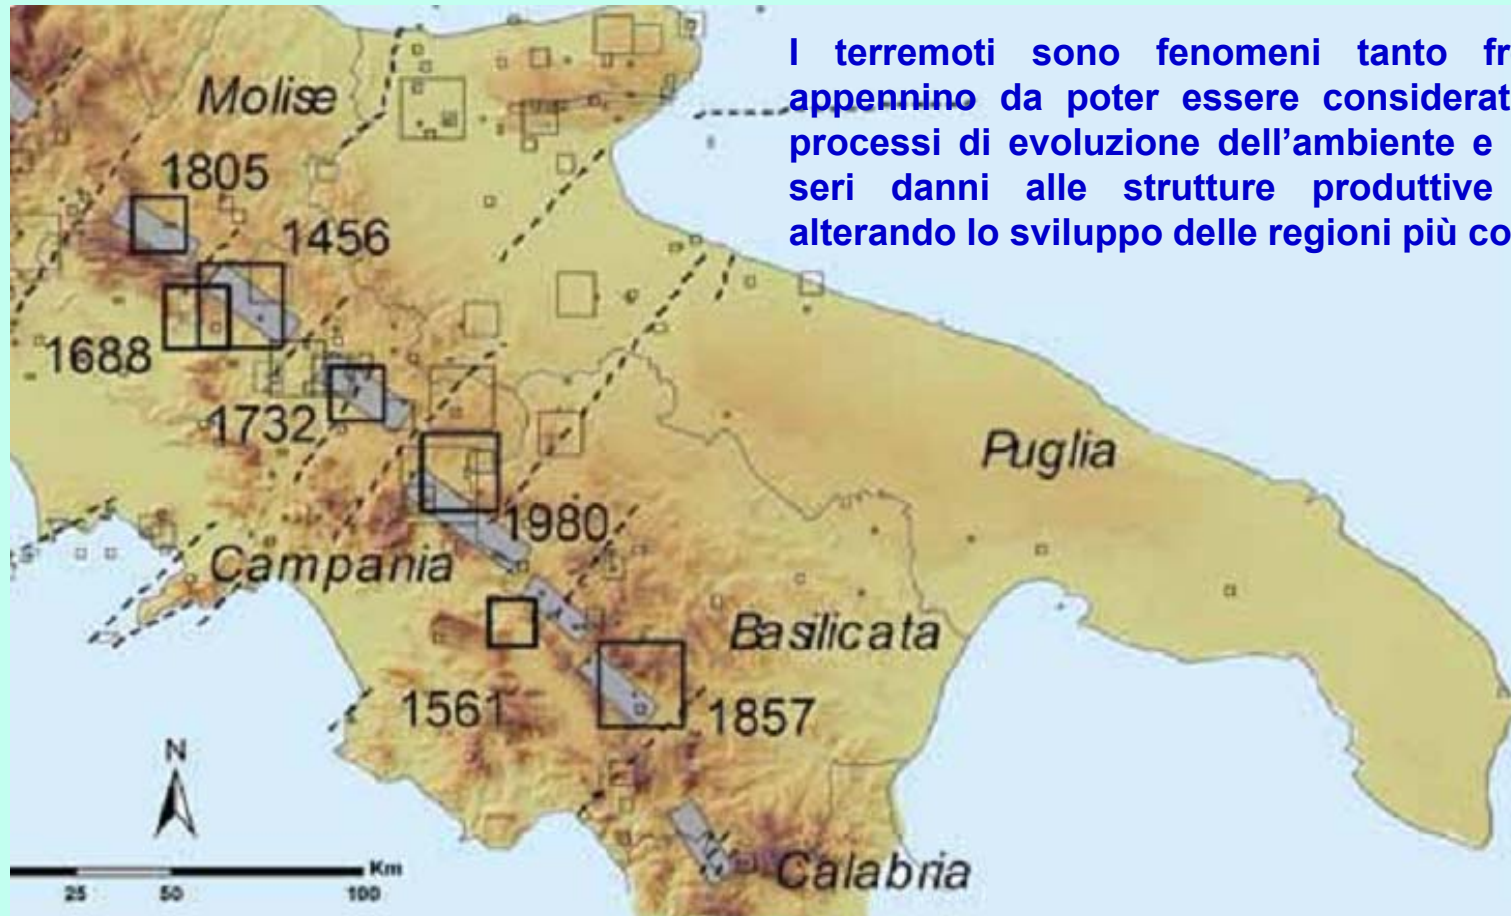 I terremoti sono fenomeni tanto fr
appennino da poter essere considerat
processi di evoluzione dell'ambiente e
seri danni alle strutture produttive
alterando lo sviluppo delle regioni più co
Molise
1805
1456
1688
1732
Puglia
1980
Campania
Basilicata
1561
1857
N
Calabria
Km
25 50 100